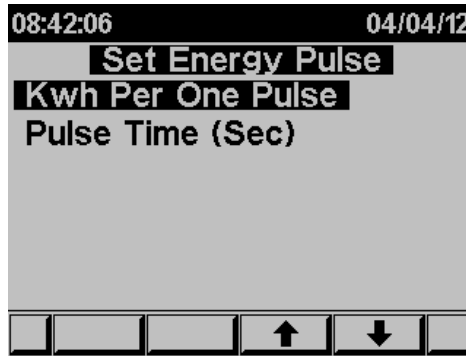 08:42:06 04/04/12
Set Energy Pulse
Kwh Per One Pulse
Pulse Time (Sec)